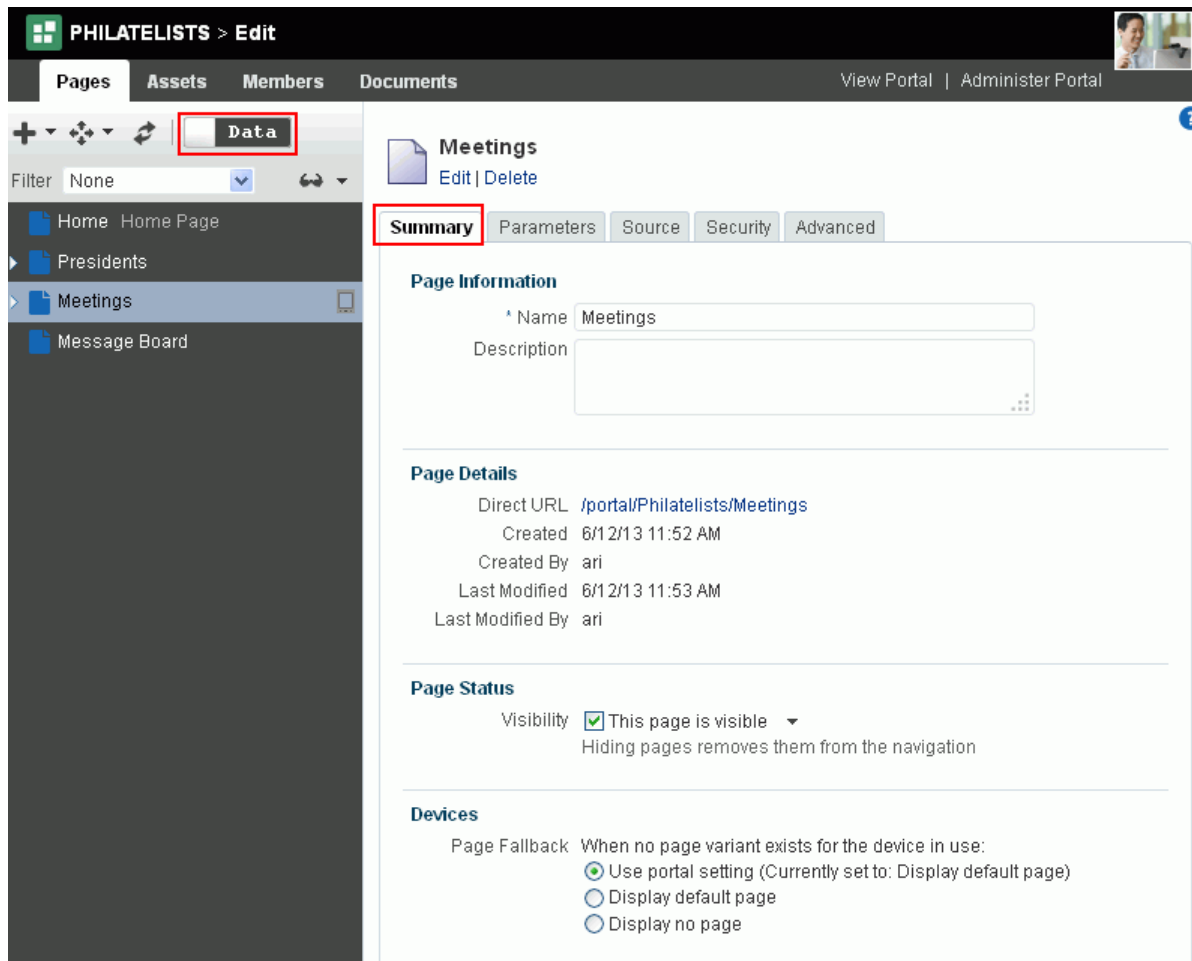 PHILATELISTS > Edit
Pages Assets Members Documents View Portal | Administer Portal
Data
Filter None
Home Home Page
Presidents
Meetings
Message Board
Meetings
Edit | Delete
Summary Parameters Source Security Advanced
Page Information
* Name Meetings
Description
Page Details
Direct URL /portal/Philatelists/Meetings
Created 6/12/13 11:52 AM
Created By ari
Last Modified 6/12/13 11:53 AM
Last Modified By ari
Page Status
Visibility This page is visible
Hiding pages removes them from the navigation
Devices
Page Fallback When no page variant exists for the device in use:
Use portal setting (Currently set to: Display default page)
Display default page
Display no page